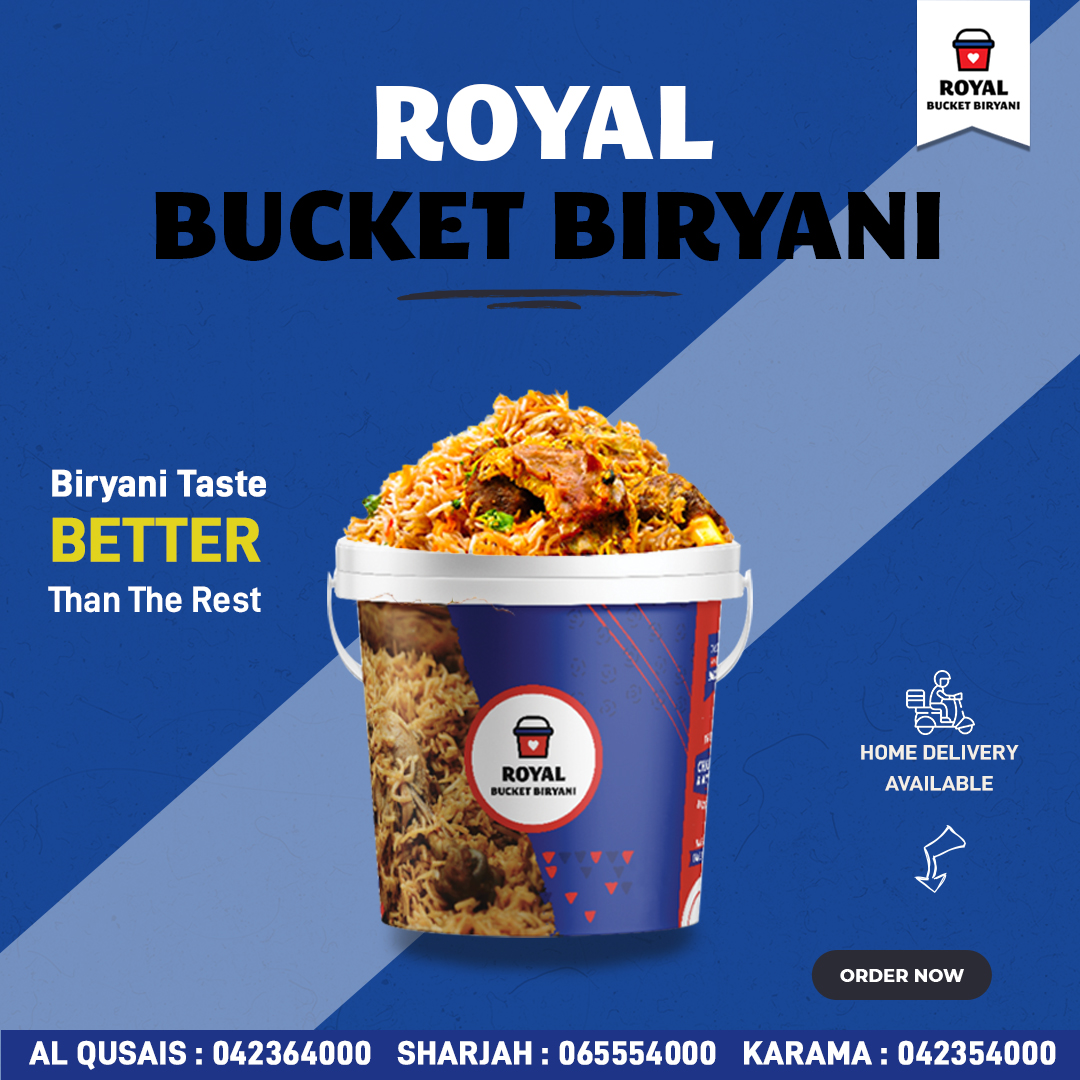 ROYAL
BUCKET BIRYANI
ROYAL
BUCKET BIRYANI
Biryani Taste
BETTER
Than The Rest
ROYAL
BUCKET BIRYANI
HOME DELIVERY
AVAILABLE
ORDER NOW
AL QUSAIS : 042364000 SHARJAH : 065554000 KARAMA : 042354000